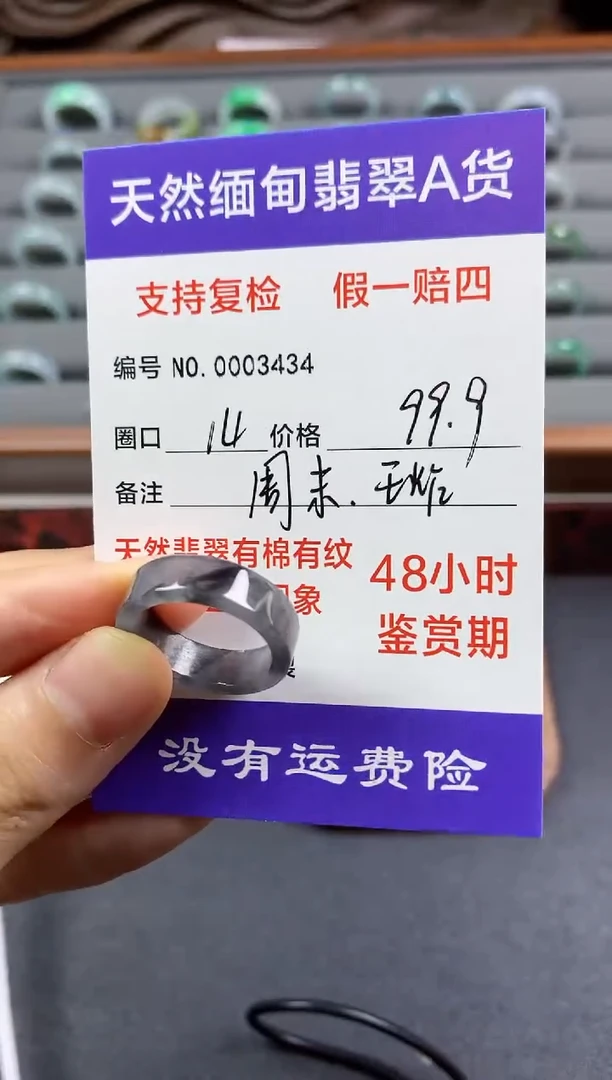 天然缅甸翡翠A货
支持复检 假一赔四
编号 NO.0003434
圈口 14 价格 99.9
备注 周末.
天然翡翠有棉有纹
象
48小时
鉴赏期
没有运费险